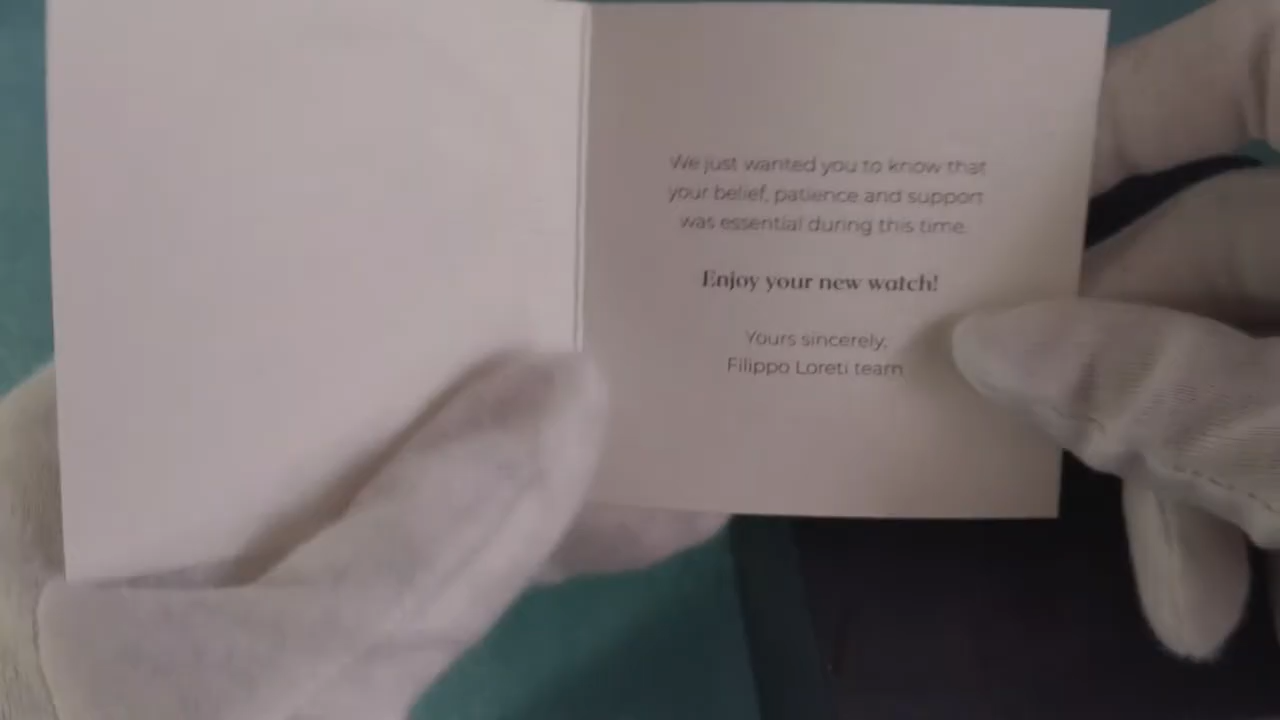 We just wanted you to know that
your belief, patience and support
was essential during this time.
Enjoy your new watch!
Yours sincerely,
Filippo Loreti team